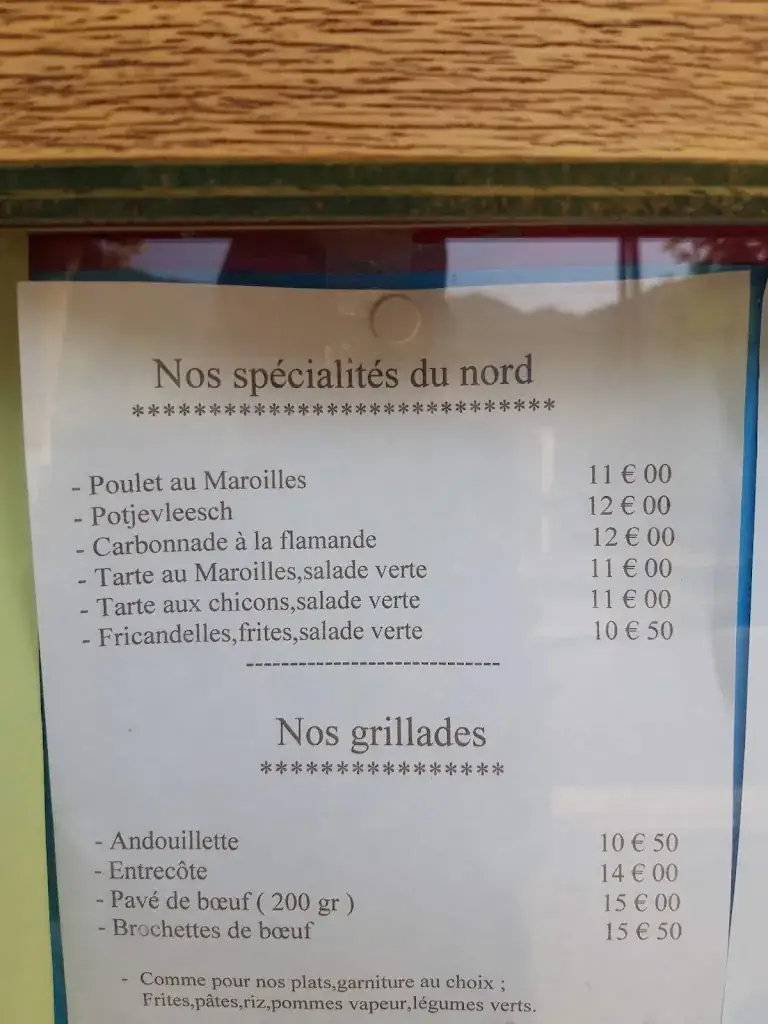 Nos spécialités du nord
***************************
- Poulet au Maroilles 11 € 00
- Potjevleesch 12 € 00
- Carbonnade à la flamande 12 € 00
- Tarte au Maroilles,salade verte 11 € 00
- Tarte aux chicons,salade verte 11 € 00
- Fricandelles,frites,salade verte 10 € 50
----------------------------
Nos grillades
****************
- Andouillette 10 € 50
- Entrecôte 14 € 00
- Pavé de bœuf ( 200 gr ) 15 € 00
- Brochettes de bœuf 15 € 50
- Comme pour nos plats,garniture au choix ;
Frites,pâtes,riz,pommes vapeur,légumes verts.